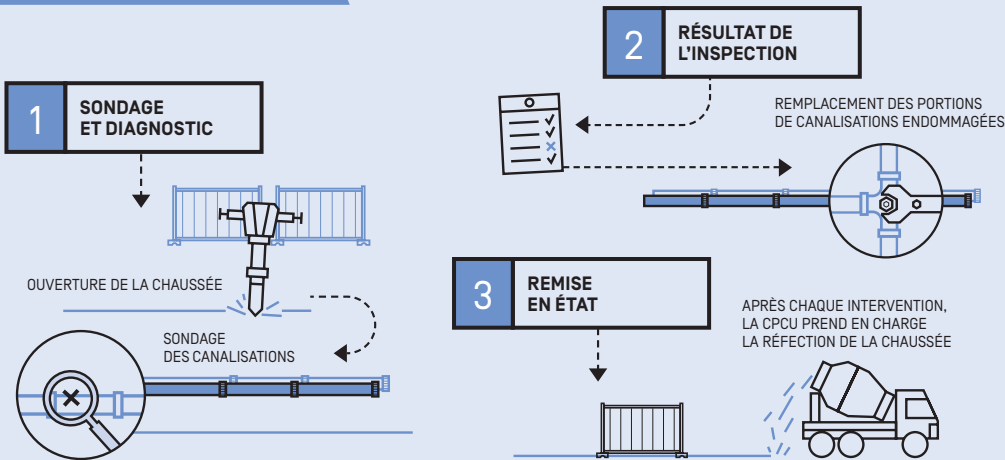 1
SONDAGE
ET DIAGNOSTIC
OUVERTURE DE LA CHAUSSÉE
SONDAGE
DES CANALISATIONS
2
RÉSULTAT DE
L'INSPECTION
REMPLACEMENT DES PORTIONS
DE CANALISATIONS ENDOMMAGÉES
3
REMISE
EN ÉTAT
APRÈS CHAQUE INTERVENTION,
LA CPCU PREND EN CHARGE
LA RÉFECTION DE LA CHAUSSÉE